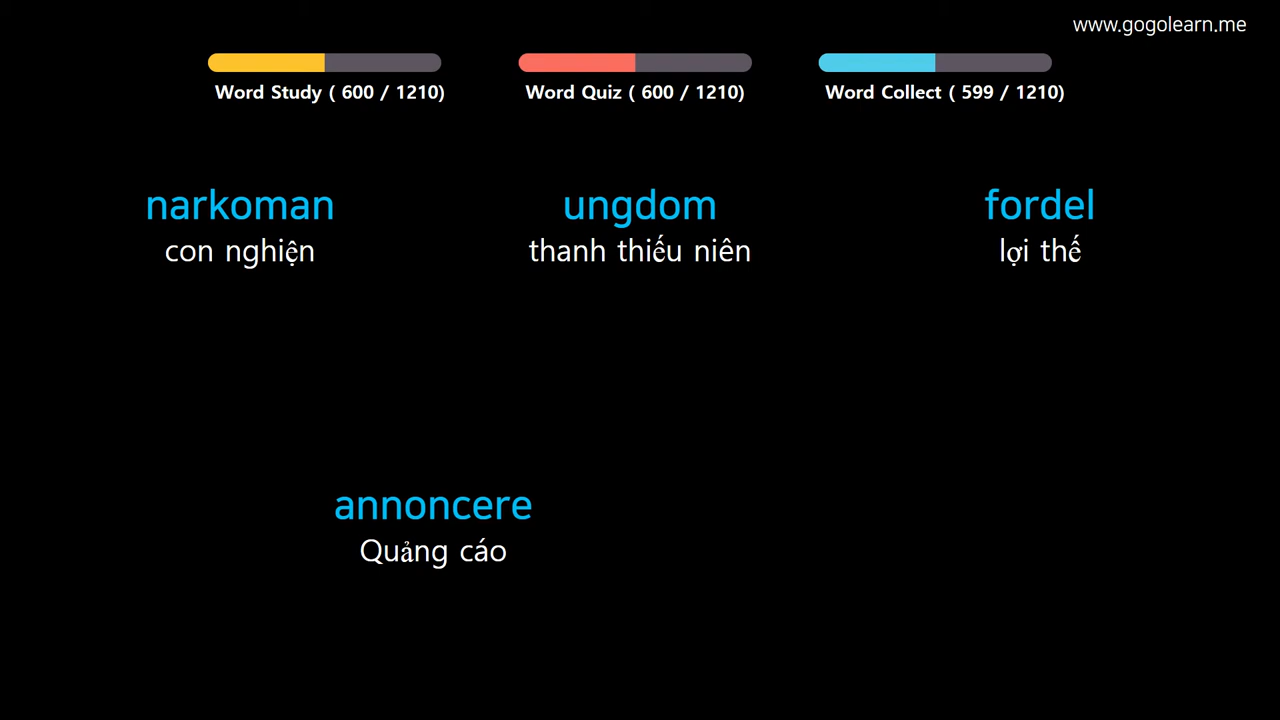 www.gogolearn.me
Word Study ( 600 / 1210)
Word Quiz ( 600 / 1210)
Word Collect ( 599 / 1210)
narkoman
con nghiện
ungdom
thanh thiếu niên
fordel
lợi thế
annoncere
Quảng cáo